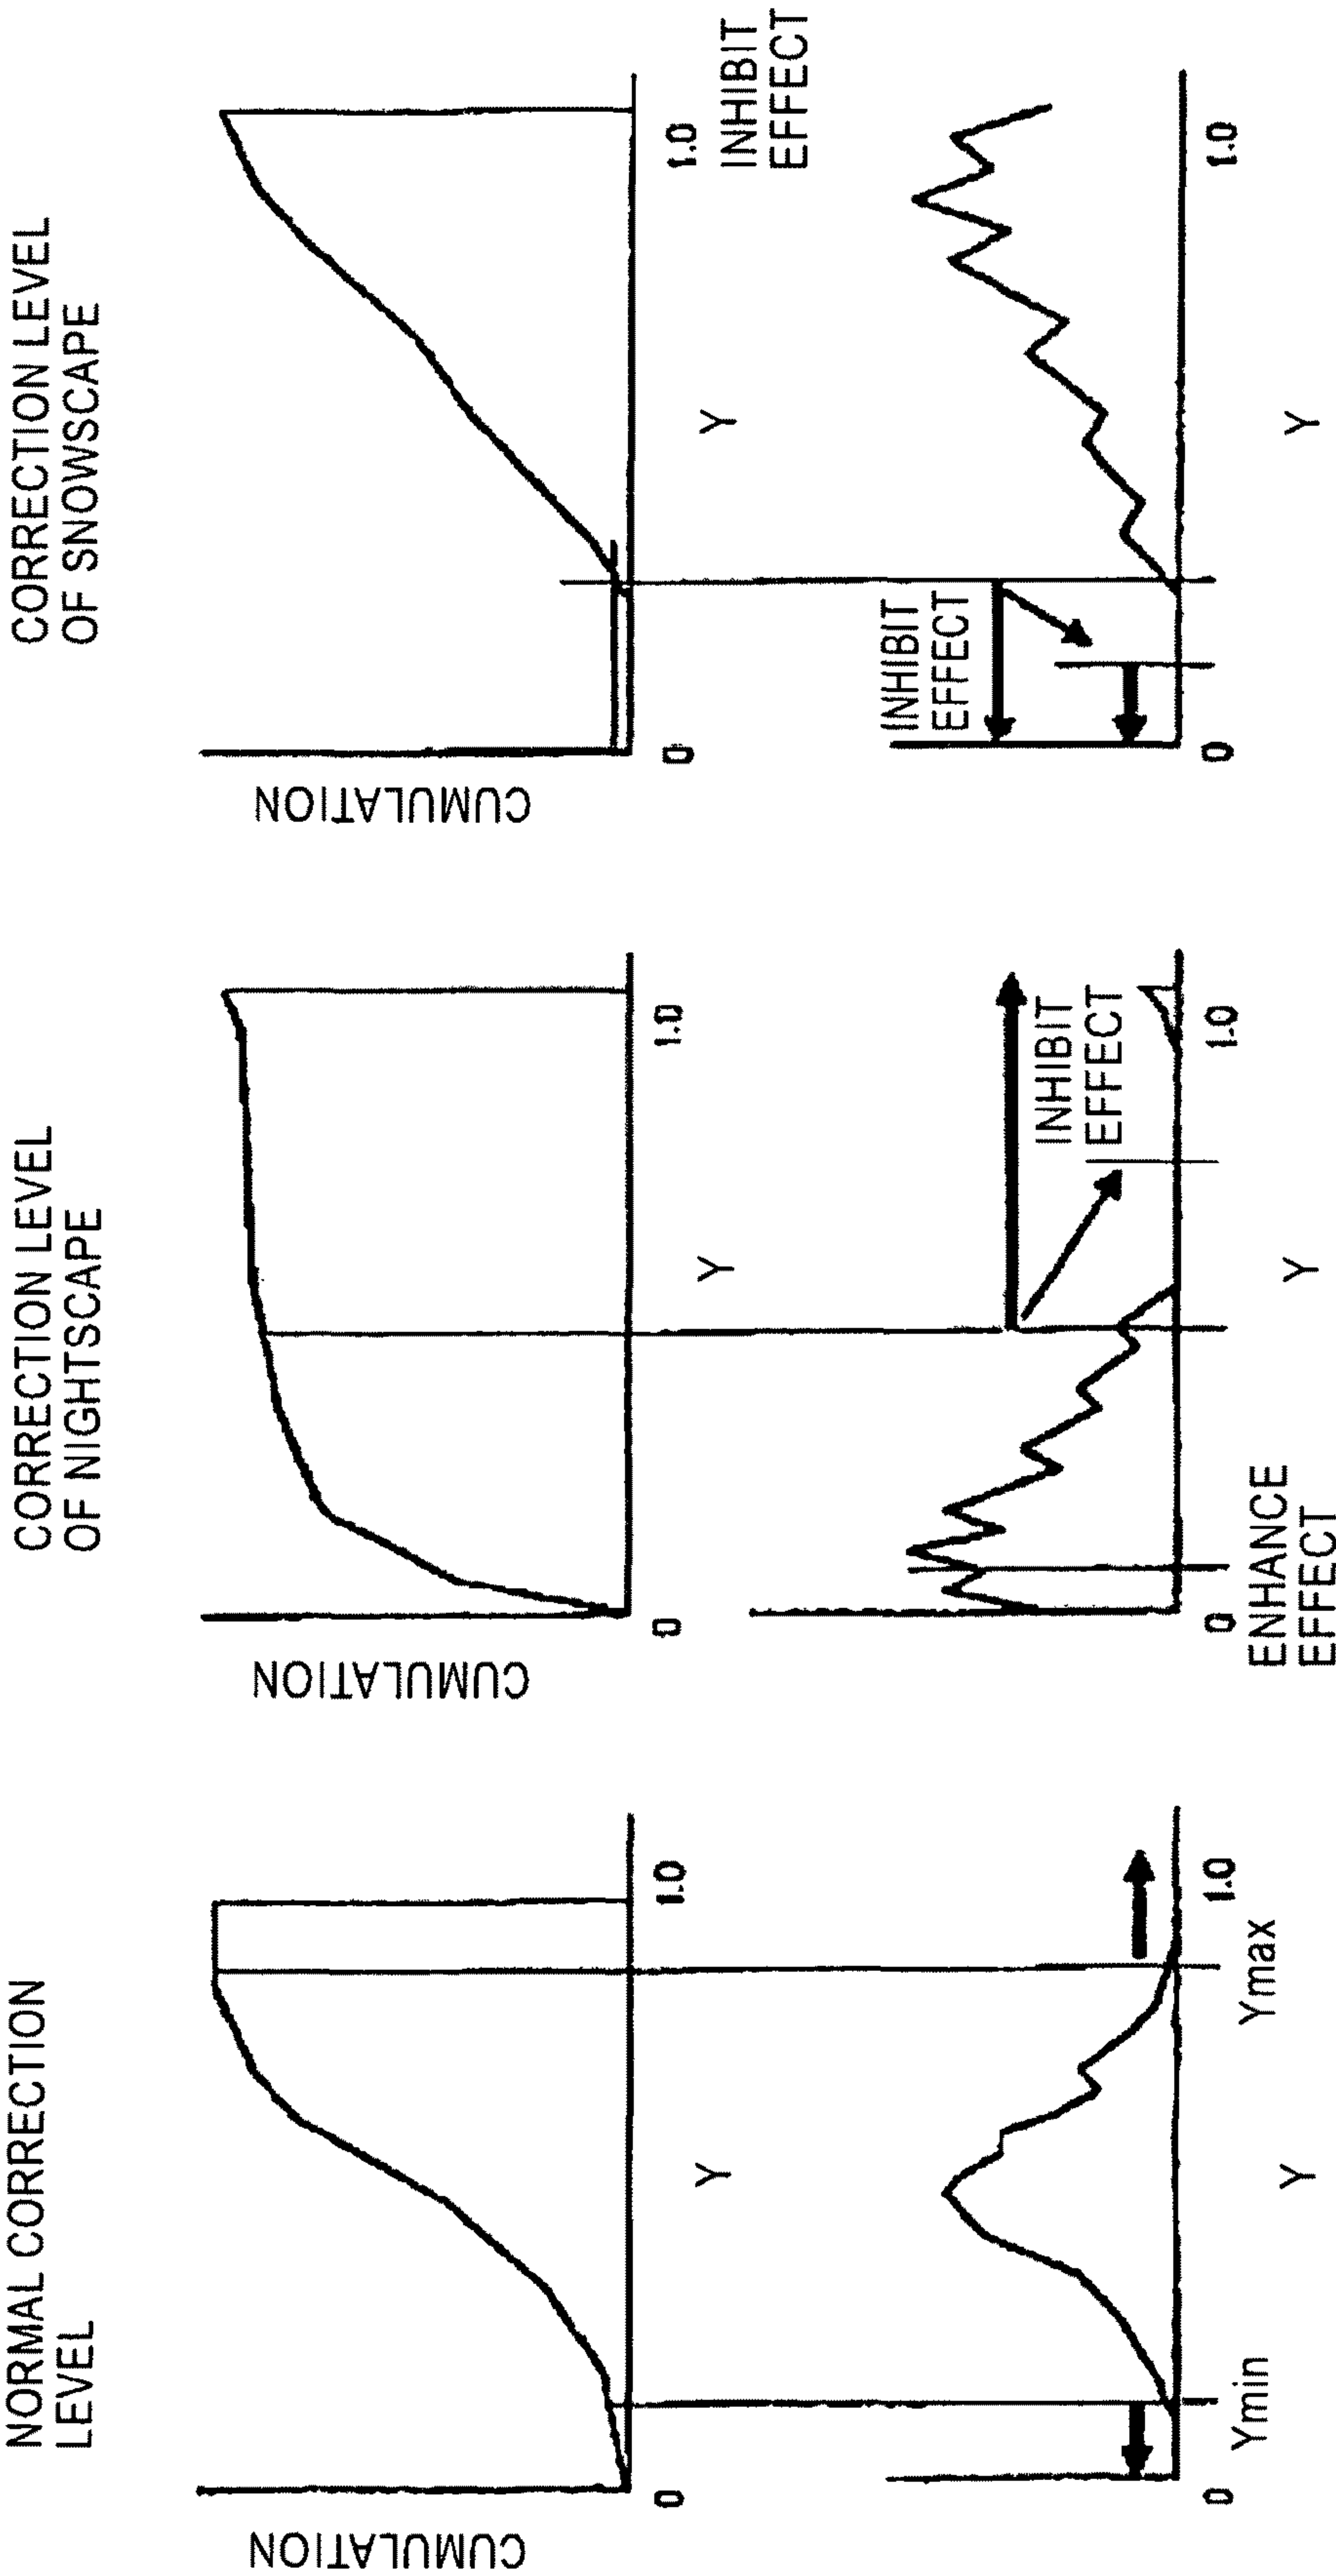 NORMAL CORRECTION
LEVEL
CUMULATION
0
1.0
Y
0
Ymin
Y
Ymax
1.0
CORRECTION LEVEL
OF NIGHTSCAPE
CUMULATION
0
1.0
Y
INHIBIT
EFFECT
0
Y
1.0
ENHANCE
EFFECT
CORRECTION LEVEL
OF SNOWSCAPE
CUMULATION
0
1.0
Y
INHIBIT
EFFECT
INHIBIT
EFFECT
0
1.0
Y